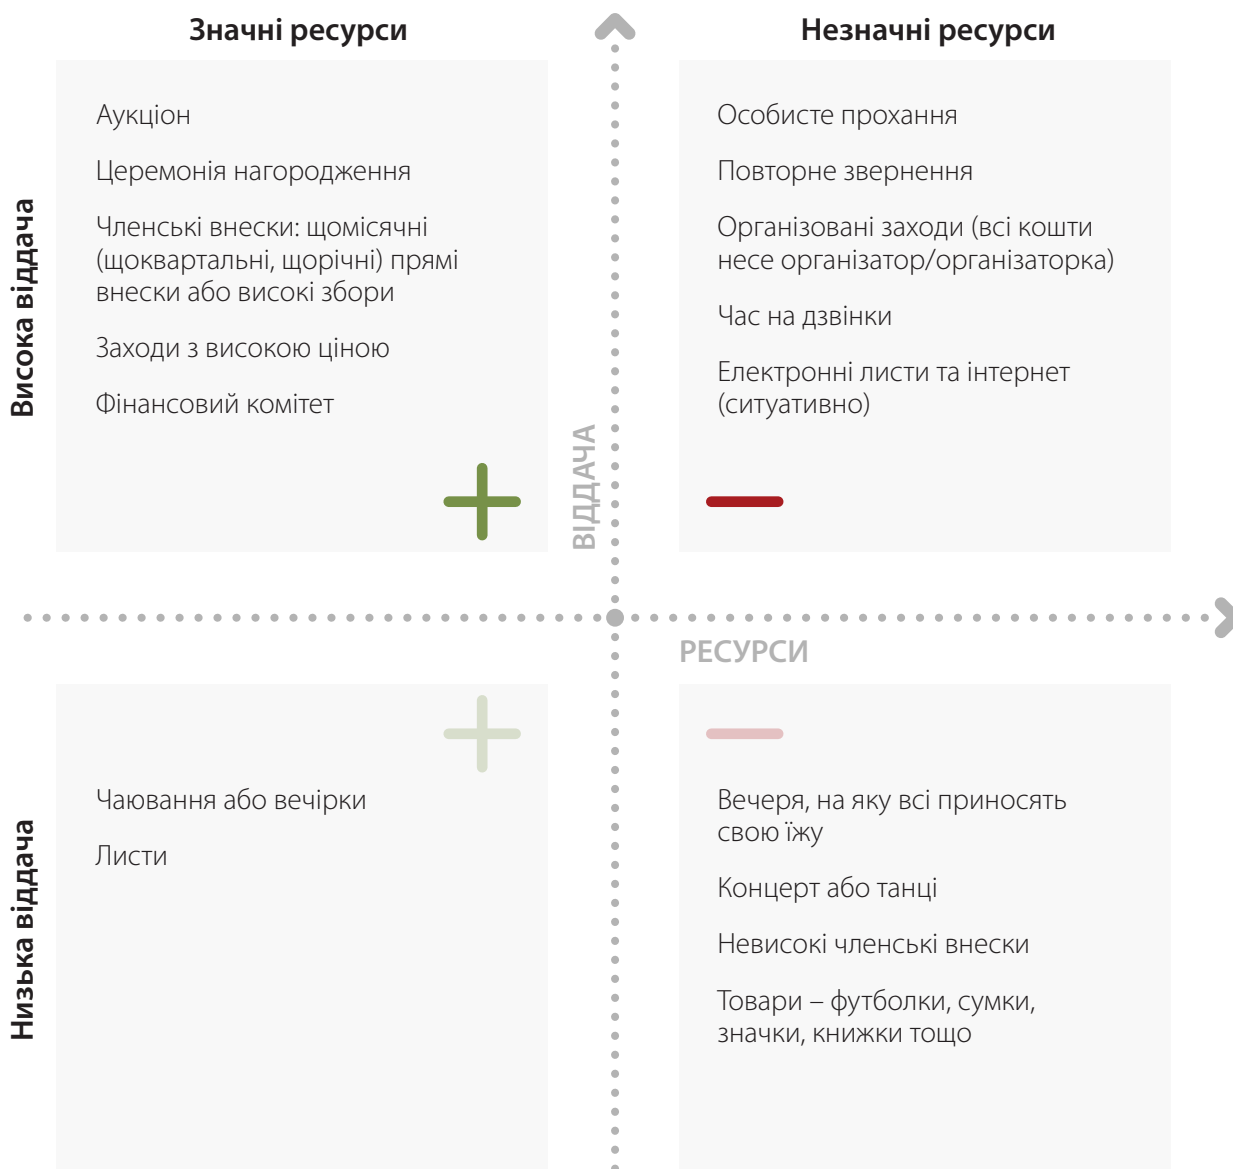 Значні ресурси
Незначні ресурси
Висока віддача
Аукціон
Церемонія нагородження
Членські внески: щомісячні
(щоквартальні, щорічні) прямі
внески або високі збори
Заходи з високою ціною
Фінансовий комітет
ВІДДАЧА
Особисте прохання
Повторне звернення
Організовані заходи (всі кошти
несе організатор/організаторка)
Час на дзвінки
Електронні листи та інтернет
(ситуативно)
РЕСУРСИ
Низька віддача
Чаювання або вечірки
Листи
Вечеря, на яку всі приносять
свою їжу
Концерт або танці
Невисокі членські внески
Товари – футболки, сумки,
значки, книжки тощо